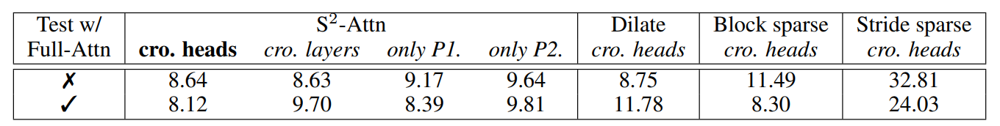 Test w/ S²-Attn Dilate Block sparse Stride sparse
Full-Attn cro. heads cro. layers only P1. only P2. cro. heads cro. heads cro. heads
✗ 8.64 8.63 9.17 9.64 8.75 11.49 32.81
✓ 8.12 9.70 8.39 9.81 11.78 8.30 24.03